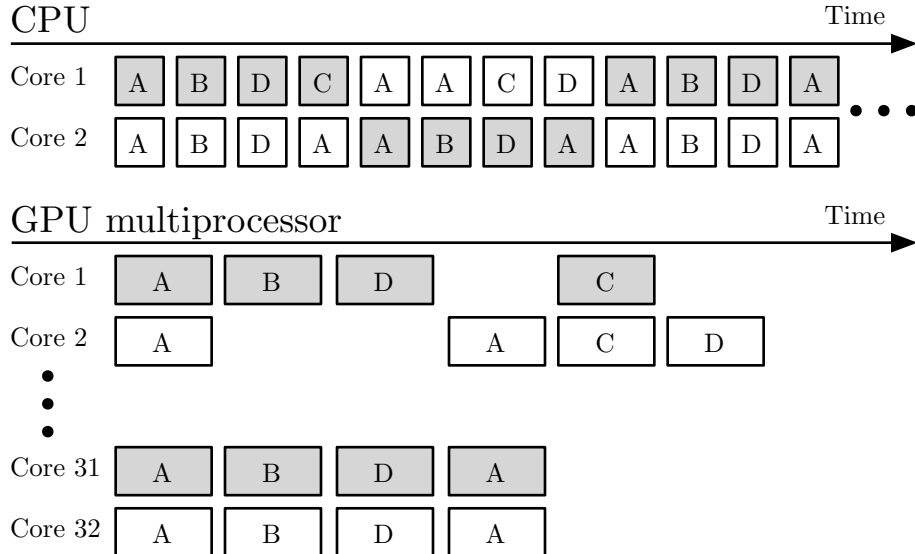 CPU
Time
Core 1 A B D C A A C D A B D A
Core 2 A B D A A B D A A B D A
GPU multiprocessor
Time
Core 1 A B D C
Core 2 A A C D
Core 31 A B D A
Core 32 A B D A